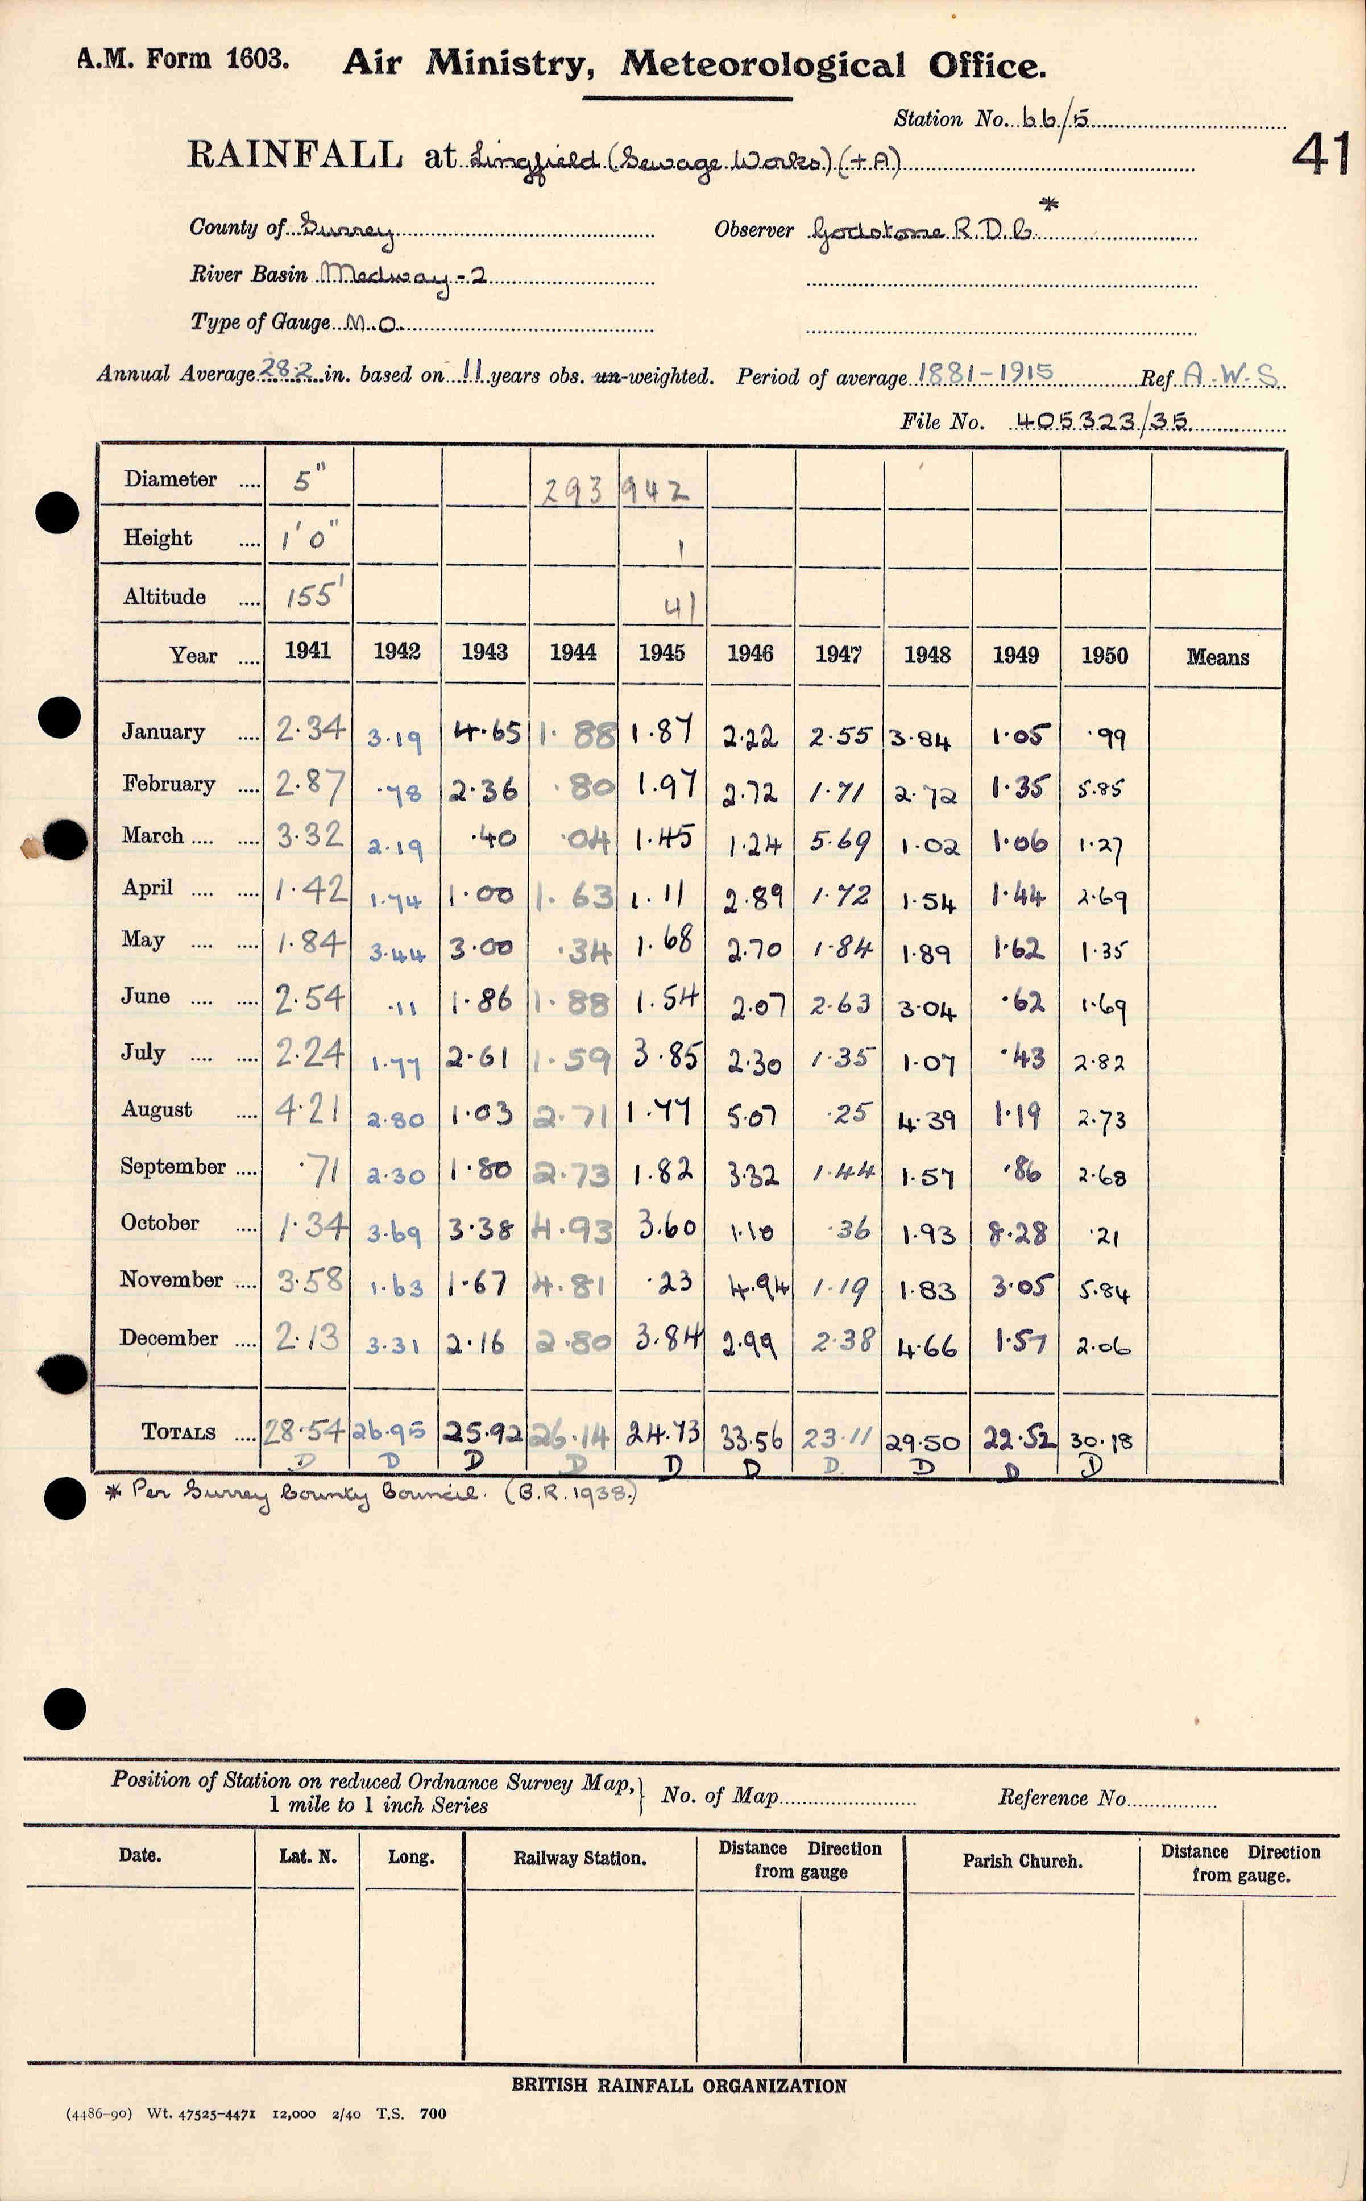 A.M. Form 1603. Air Ministry, Meteorological Office.
Station No. 66/5
41
RAINFALL at Lingfield (Sewage Works) (+A)
*
County of Surrey Observer Godstone R.D.C.
River Basin Medway-2
Type of Gauge M.O.
Annual Average 28.2 in. based on 11 years obs. un-weighted. Period of average 1881-1915 Ref. A.W.S.
File No. 405323/35
Diameter .... 5" 293 942
Height .... 1'0" 1
Altitude .... 155' 41
Year .... 1941 1942 1943 1944 1945 1946 1947 1948 1949 1950 Means
January .... 2.34 3.19 4.65 1.88 1.87 2.22 2.55 3.84 1.05 .99
February .... 2.87 .78 2.36 .80 1.97 2.72 1.71 2.72 1.35 5.85
March .... .... 3.32 2.19 .40 .04 1.45 1.24 5.69 1.02 1.06 1.27
April .... .... 1.42 1.74 1.00 1.63 1.11 2.89 1.72 1.54 1.44 2.69
May .... .... 1.84 3.44 3.00 .34 1.68 2.70 1.84 1.89 1.62 1.35
June .... .... 2.54 .11 1.86 1.88 1.54 2.07 2.63 3.04 .62 1.69
July .... .... 2.24 1.77 2.61 1.59 3.85 2.30 1.35 1.07 .43 2.82
August .... 4.21 2.80 1.03 2.71 1.77 5.07 .25 4.39 1.19 2.73
September .... .71 2.30 1.80 2.73 1.82 3.32 1.44 1.57 .86 2.68
October .... 1.34 3.69 3.38 4.93 3.60 1.10 .36 1.93 8.28 .21
November .... 3.58 1.63 1.67 4.81 .23 4.94 1.19 1.83 3.05 5.84
December .... 2.13 3.31 2.16 2.80 3.84 2.99 2.38 4.66 1.57 2.06
TOTALS .... 28.54 26.95 25.92 26.14 24.73 33.56 23.11 29.50 22.52 30.18
D D D D D D D D D D
* Per Surrey County Council. (B.R. 1938.)
Position of Station on reduced Ordnance Survey Map, } No. of Map Reference No.
1 mile to 1 inch Series
Date. Lat. N. Long. Railway Station. Distance Direction from gauge Parish Church. Distance Direction from gauge.
BRITISH RAINFALL ORGANIZATION
(4486-90) Wt. 47525-4471 12,000 2/40 T.S. 700